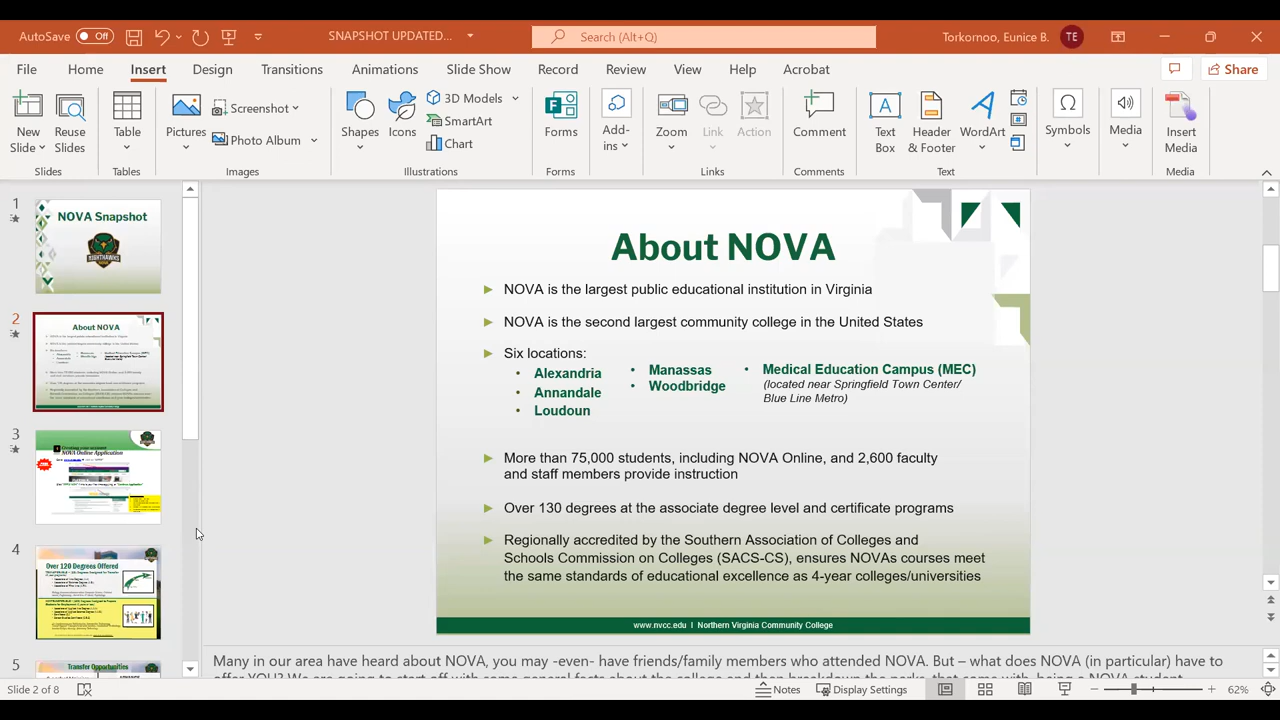 AutoSave Off SNAPSHOT UPDATED... Search (Alt+Q) Torkornoo, Eunice B. TE
File Home Insert Design Transitions Animations Slide Show Record Review View Help Acrobat Share
New Slide Reuse Slides Table Pictures Screenshot Photo Album Shapes Icons 3D Models SmartArt Chart Forms Add-ins Zoom Link Action Comment Text Box Header & Footer WordArt Symbols Media Insert Media
Slides Tables Images Illustrations Forms Links Comments Text Media
1
NOVA Snapshot
NIGHTHAWKS
2
About NOVA
3
Creating your account
NOVA Online Application
4
Over 120 Degrees Offered
5
Transfer Opportunities
About NOVA
NOVA is the largest public educational institution in Virginia
NOVA is the second largest community college in the United States
Six locations:
• Alexandria
• Annandale
• Loudoun
• Manassas
• Woodbridge
• Medical Education Campus (MEC)
(located near Springfield Town Center/
Blue Line Metro)
More than 75,000 students, including NOVA Online, and 2,600 faculty
and staff members provide instruction
Over 130 degrees at the associate degree level and certificate programs
Regionally accredited by the Southern Association of Colleges and
Schools Commission on Colleges (SACS-CS), ensures NOVAs courses meet
the same standards of educational excellence as 4-year colleges/universities
www.nvcc.edu | Northern Virginia Community College
Many in our area have heard about NOVA, you may -even- have friends/family members who attended NOVA. But – what does NOVA (in particular) have to
offer YOU? We are going to start off with some general facts about the college and then breakdown the perks that come with being a NOVA student
Slide 2 of 8 Notes Display Settings 62%